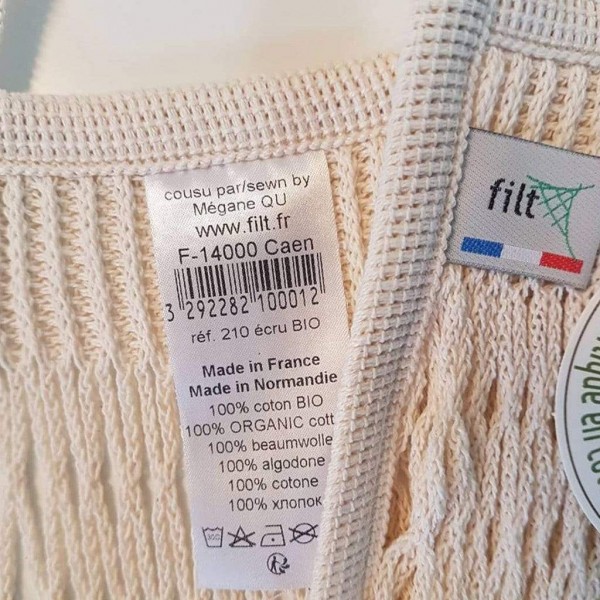 cousu par/sewn by
Mégane QU
www.filt.fr
F-14000 Caen
3 292282 100012
réf. 210 écru BIO
Made in France
Made in Normandie
100% coton BIO
100% ORGANIC cott
100% beaumwolle
100% algodone
100% cotone
100% хлопок
filt